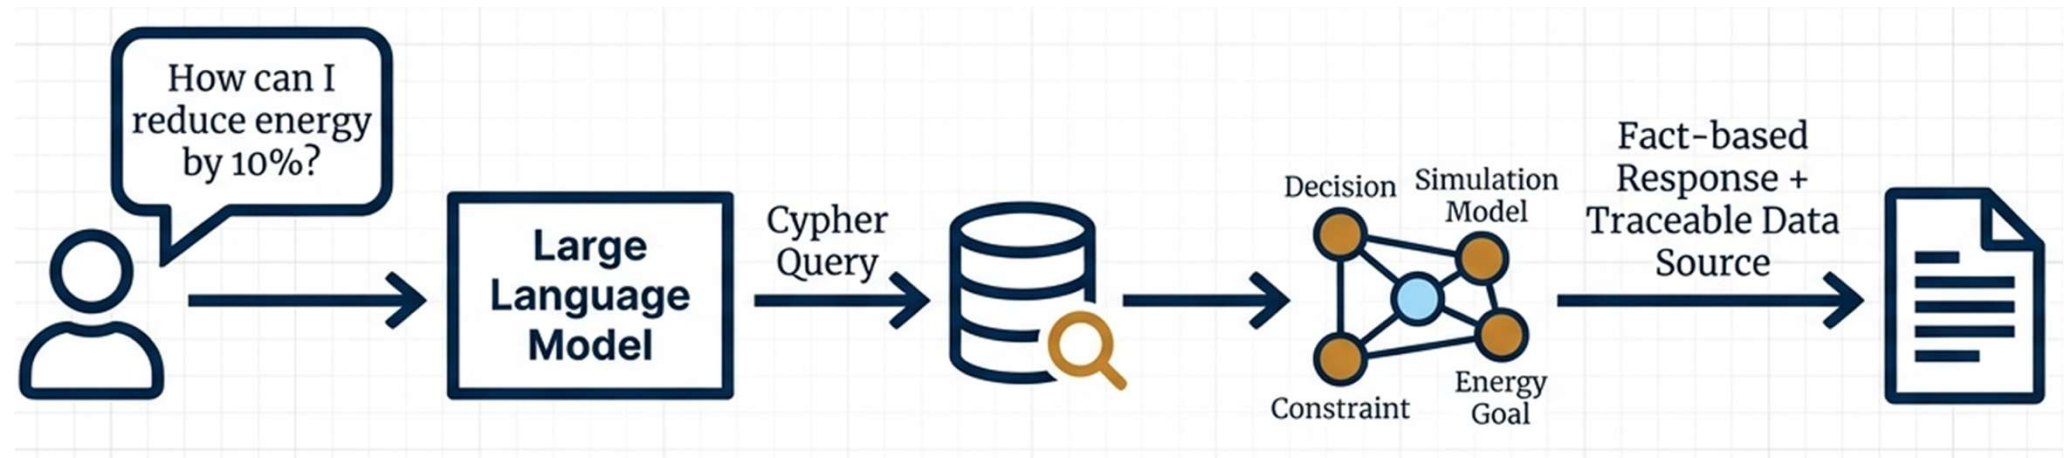 How can I
reduce energy
by 10%?
Large
Language
Model
Cypher
Query
Decision
Simulation
Model
Constraint
Energy
Goal
Fact-based
Response +
Traceable Data
Source